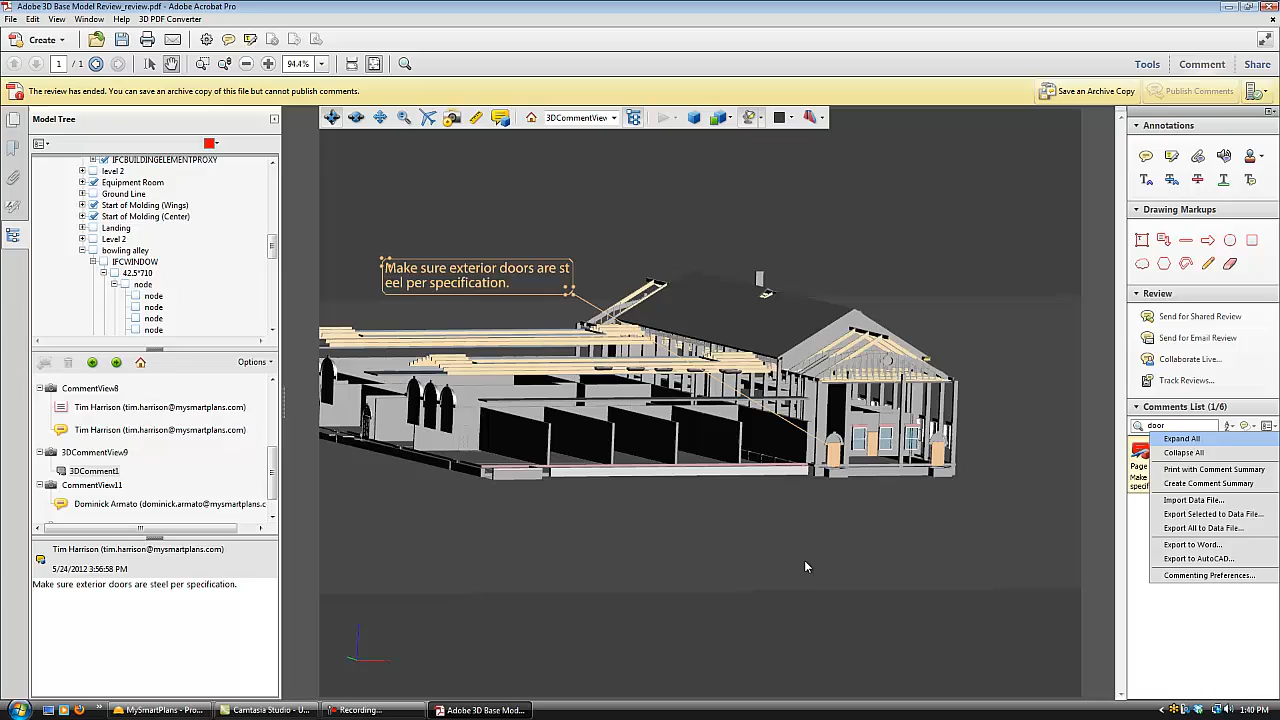 Adobe 3D Base Model Review_review.pdf - Adobe Acrobat Pro
File Edit View Window Help 3D PDF Converter
Create
1 / 1 94.4% Tools Comment Share
The review has ended. You can save an archive copy of this file but cannot publish comments. Save an Archive Copy Publish Comments
Model Tree
3DCommentView
IFCBUILDINGELEMENTPROXY
level 2
Equipment Room
Ground Line
Start of Molding (Wings)
Start of Molding (Center)
Landing
Level 2
bowling alley
IFCWINDOW
42.5*710
node
node
node
node
node
Options
CommentView8
Tim Harrison (tim.harrison@mysmartplans.com)
Tim Harrison (tim.harrison@mysmartplans.com)
3DCommentView9
3DComment1
CommentView11
Dominick Armato (dominick.armato@mysmartplans.c
Tim Harrison (tim.harrison@mysmartplans.com)
5/24/2012 3:56:58 PM
Make sure exterior doors are steel per specification.
Make sure exterior doors are st
eel per specification.
Annotations
Drawing Markups
Review
Send for Shared Review
Send for Email Review
Collaborate Live...
Track Reviews...
Comments List (1/6)
door
Page
Make
specif
Expand All
Collapse All
Print with Comment Summary
Create Comment Summary
Import Data File...
Export Selected to Data File...
Export All to Data File...
Export to Word...
Export to AutoCAD...
Commenting Preferences...
MySmartPlans - Pro... Camtasia Studio - U... Recording... Adobe 3D Base Mod... 1:40 PM